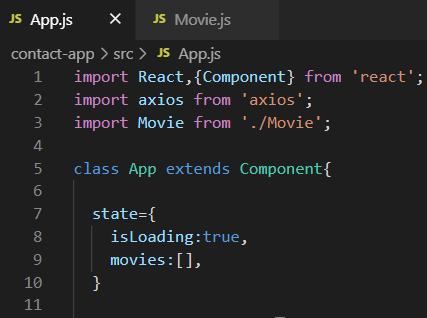 JS App.js × JS Movie.js
contact-app > src > JS App.js
1 import React,{Component} from 'react';
2 import axios from 'axios';
3 import Movie from './Movie';
4
5 class App extends Component{
6
7 state={
8 isLoading:true,
9 movies:[],
10 }
11